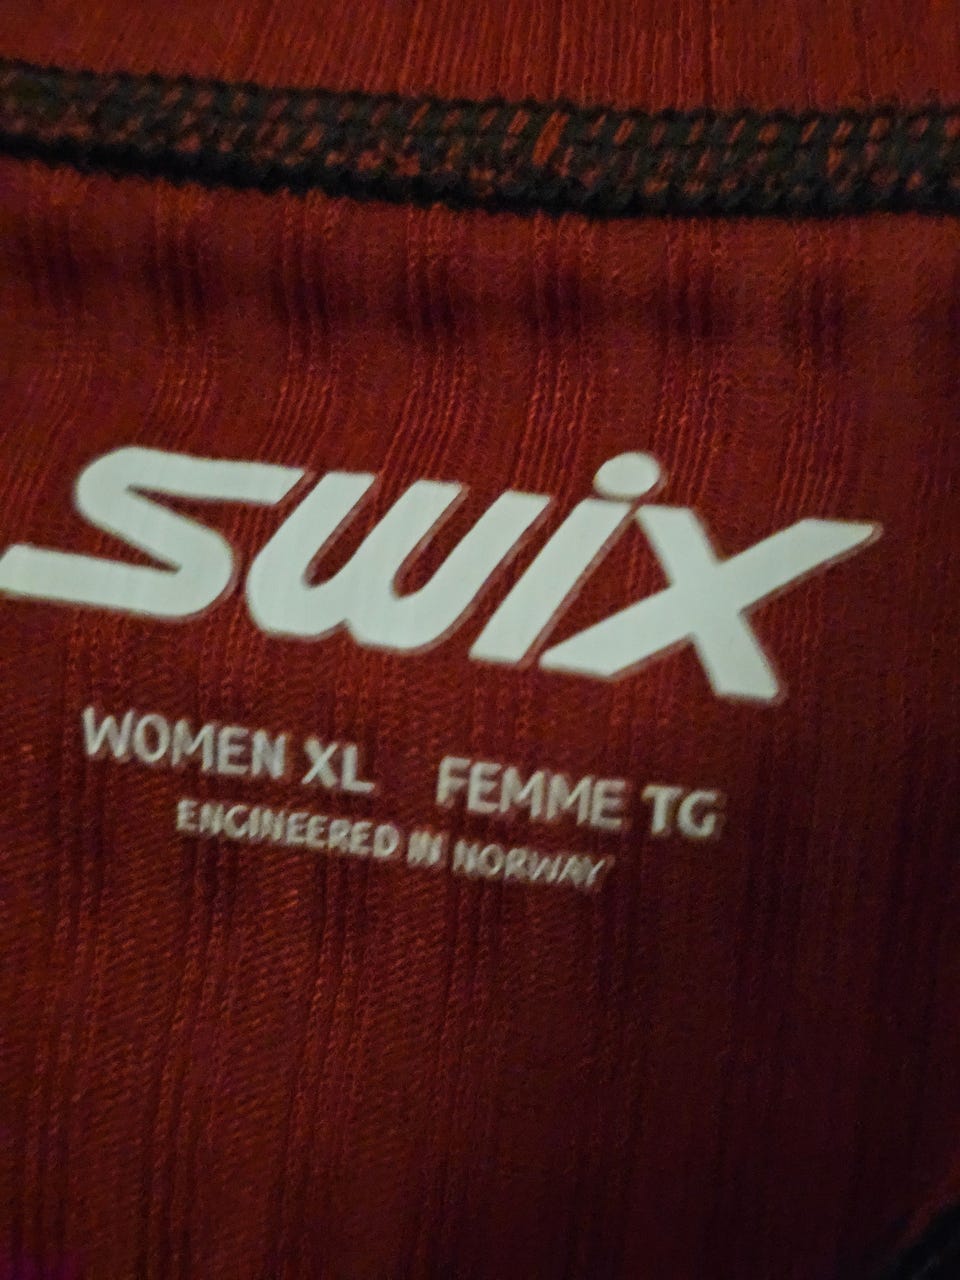 swix
WOMEN XL FEMME TG
ENGINEERED IN NORWAY